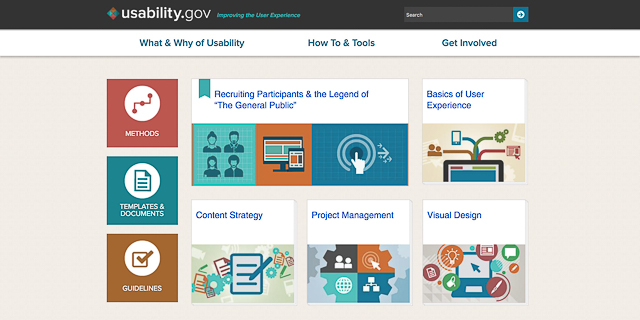 usability.gov
Improving the User Experience
Search
What & Why of Usability
How To & Tools
Get Involved
METHODS
Recruiting Participants & the Legend of
“The General Public”
Basics of User
Experience
TEMPLATES &
DOCUMENTS
Content Strategy
Project Management
Visual Design
GUIDELINES